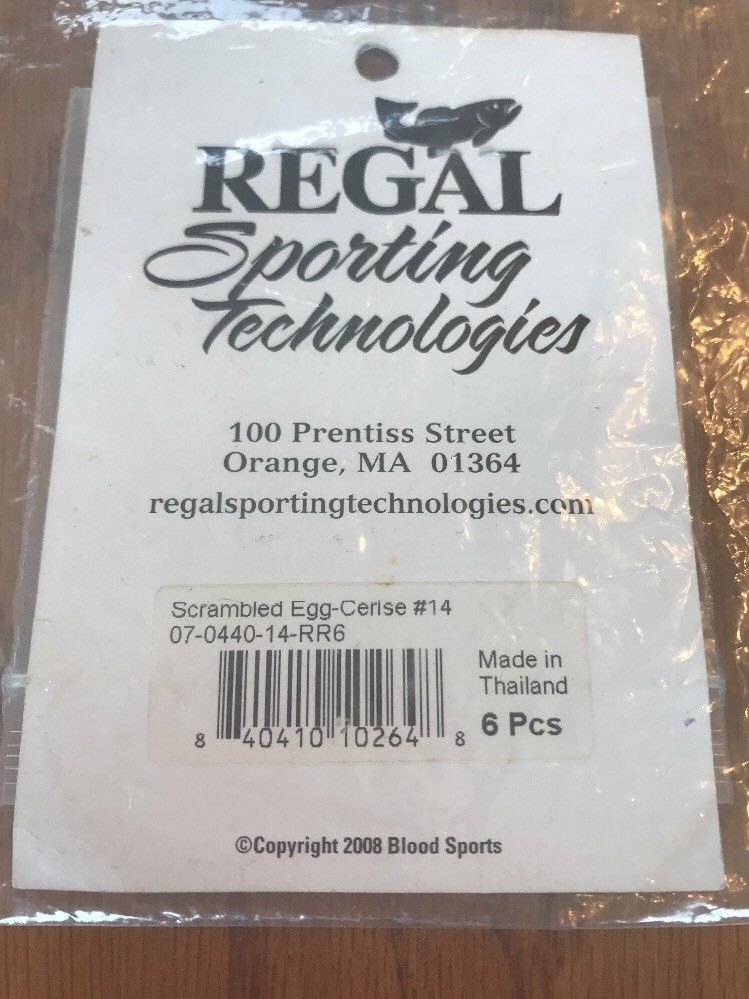 REGAL
Sporting
Technologies
100 Prentiss Street
Orange, MA 01364
regalsportingtechnologies.com
Scrambled Egg-Cerise #14
07-0440-14-RR6
Made in
Thailand
6 Pcs
8 40410 10264 8
©Copyright 2008 Blood Sports